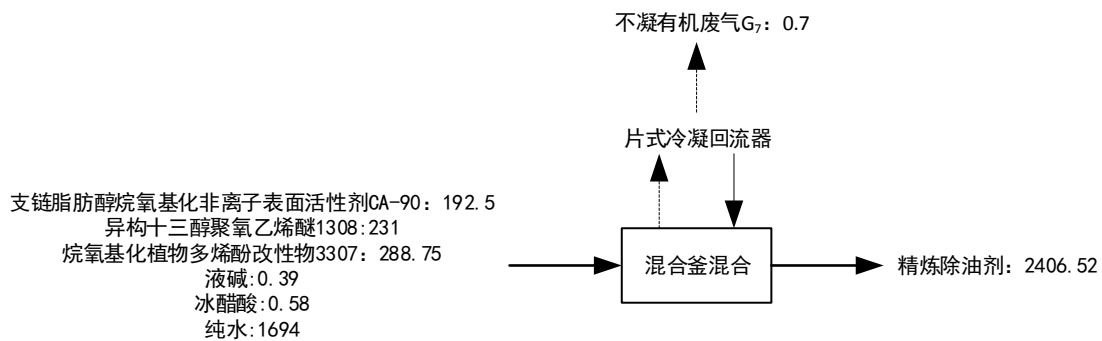 不凝有机废气G₇：0.7
片式冷凝回流器
支链脂肪醇烷氧基化非离子表面活性剂CA-90：192.5
异构十三醇聚氧乙烯醚1308:231
烷氧基化植物多烯酚改性物3307：288.75
液碱:0.39
冰醋酸:0.58
纯水:1694
混合釜混合
精炼除油剂：2406.52